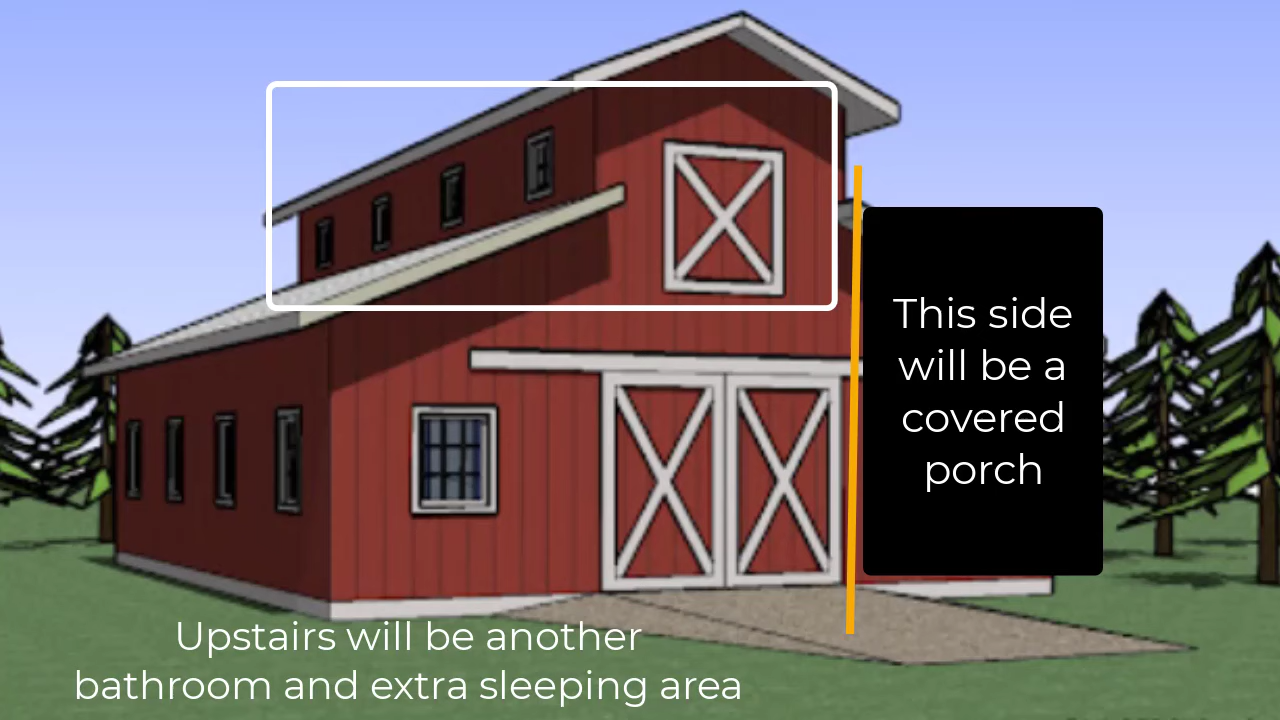 This side
will be a
covered
porch
Upstairs will be another
bathroom and extra sleeping area